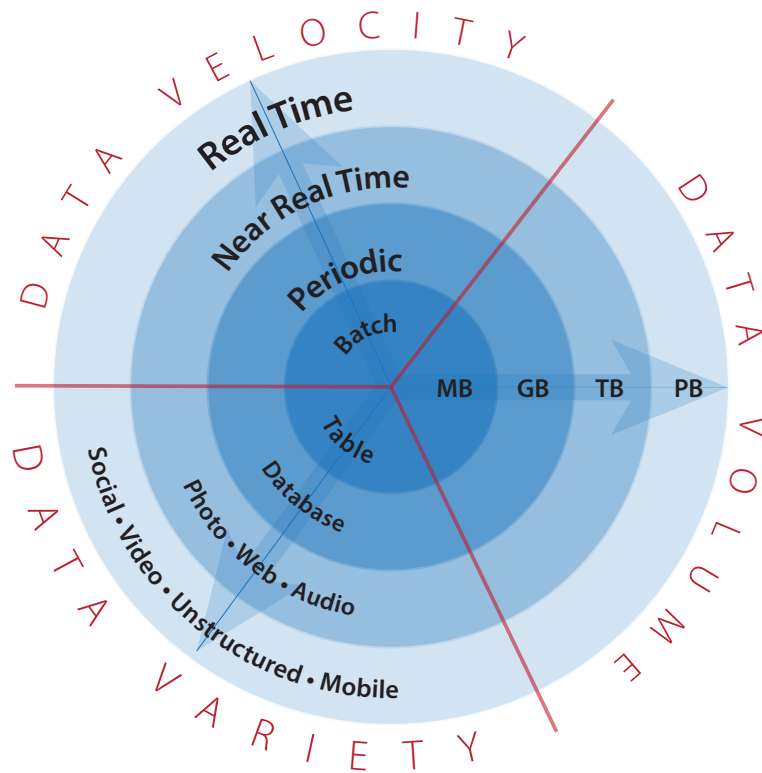 DATA VELOCITY
Real Time
Near Real Time
Periodic
Batch
DATA VOLUME
MB GB TB PB
Table
Database
Photo • Web • Audio
Social • Video • Unstructured • Mobile
DATA VARIETY